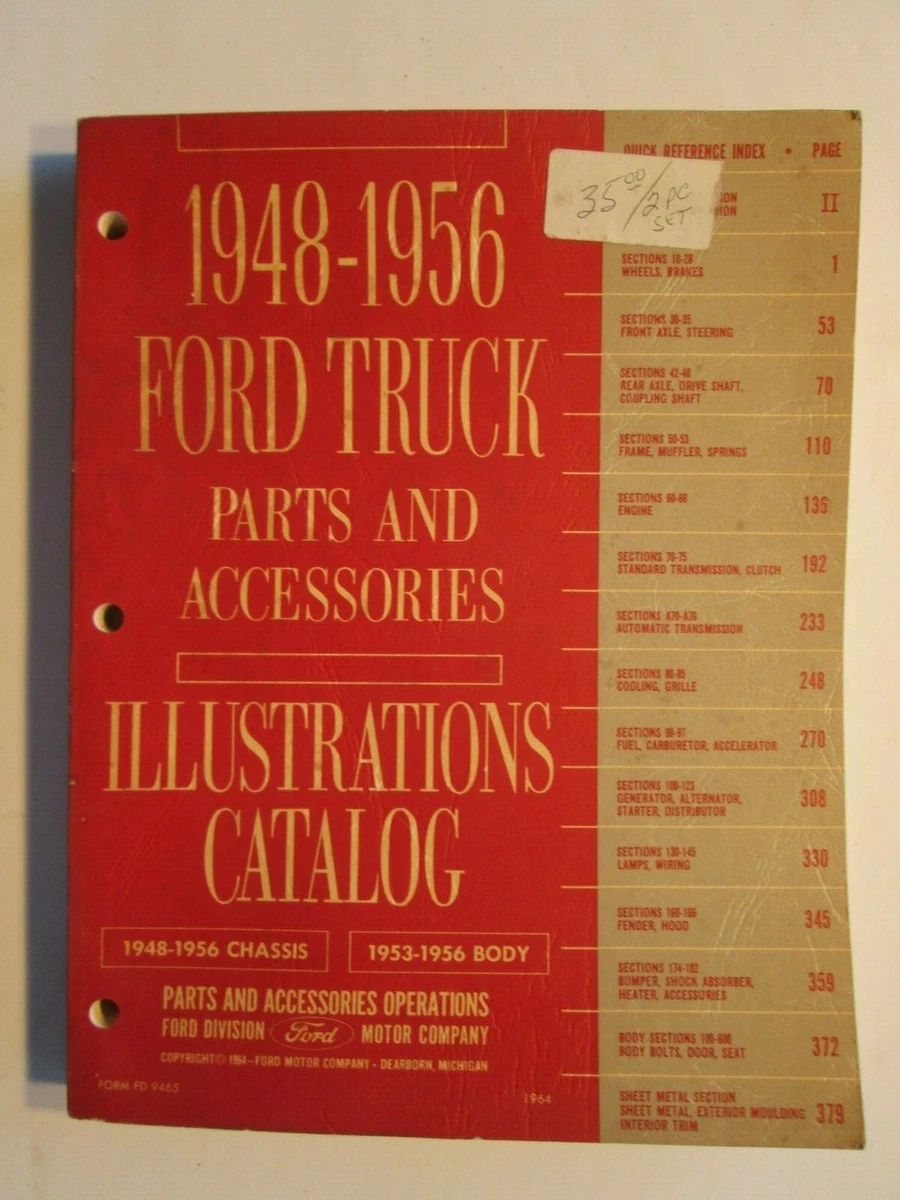 1948-1956
FORD TRUCK
PARTS AND
ACCESSORIES
ILLUSTRATIONS
CATALOG
1948-1956 CHASSIS
1953-1956 BODY
PARTS AND ACCESSORIES OPERATIONS
FORD DIVISION Ford MOTOR COMPANY
COPYRIGHT © 1964-FORD MOTOR COMPANY · DEARBORN, MICHIGAN
FORM FD 9465
1964
QUICK REFERENCE INDEX • PAGE
35 00/2 PC
SET
II
SECTIONS 10-28
WHEELS, BRAKES
1
SECTIONS 30-35
FRONT AXLE, STEERING
53
SECTIONS 42-48
REAR AXLE, DRIVE SHAFT,
COUPLING SHAFT
70
SECTIONS 50-53
FRAME, MUFFLER, SPRINGS
110
SECTIONS 60-66
ENGINE
136
SECTIONS 70-75
STANDARD TRANSMISSION, CLUTCH
192
SECTIONS A70-A76
AUTOMATIC TRANSMISSION
233
SECTIONS 80-85
COOLING, GRILLE
248
SECTIONS 90-97
FUEL, CARBURETOR, ACCELERATOR
270
SECTIONS 100-123
GENERATOR, ALTERNATOR,
STARTER, DISTRIBUTOR
308
SECTIONS 130-145
LAMPS, WIRING
330
SECTIONS 160-166
FENDER, HOOD
345
SECTIONS 174-182
BUMPER, SHOCK ABSORBER,
HEATER, ACCESSORIES
359
BODY SECTIONS 100-600
BODY BOLTS, DOOR, SEAT
372
SHEET METAL SECTION
SHEET METAL, EXTERIOR MOULDING
INTERIOR TRIM
379